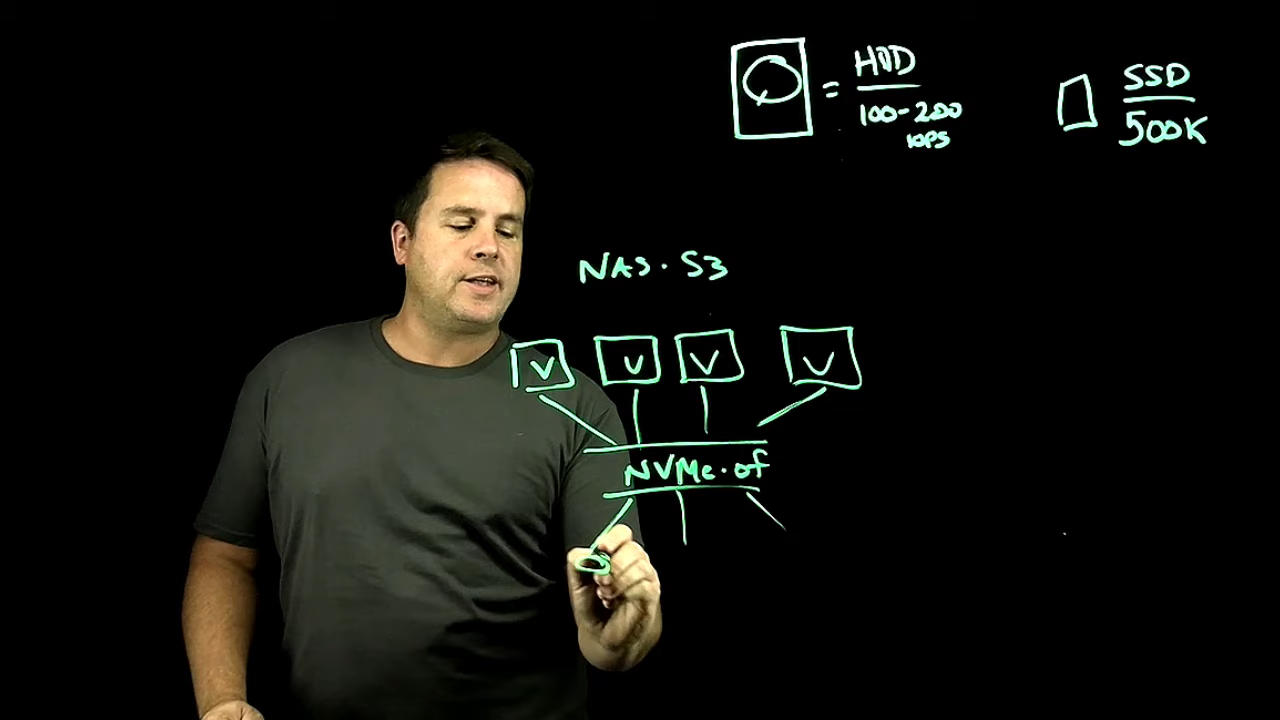 HDD
100-200
IOPS
SSD
500K
NAS · S3
V V V V
NVMe · of